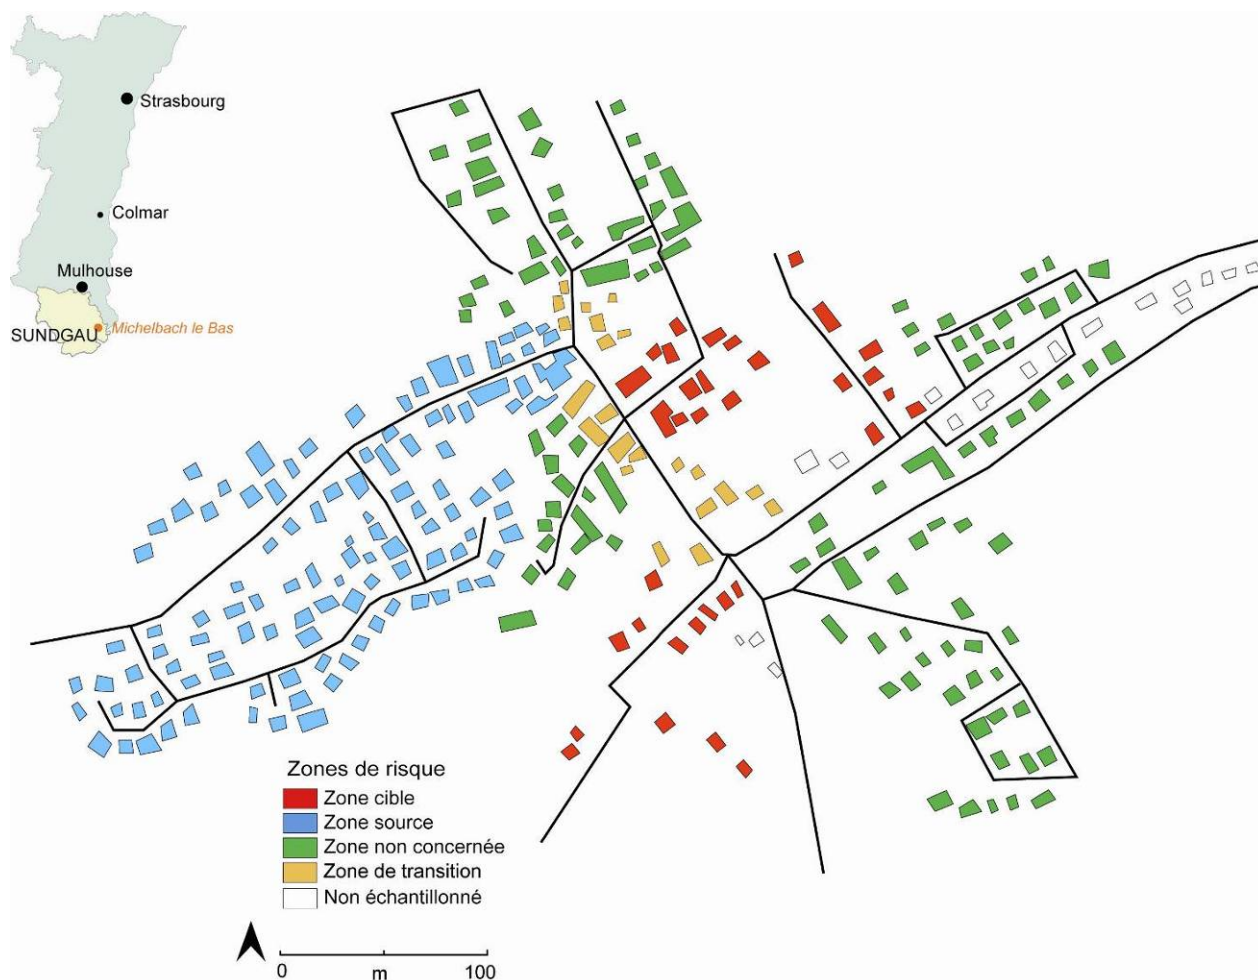 Strasbourg
Colmar
Mulhouse
SUNDGAU
Michelbach le Bas
Zones de risque
Zone cible
Zone source
Zone non concernée
Zone de transition
Non échantillonné
0 m 100